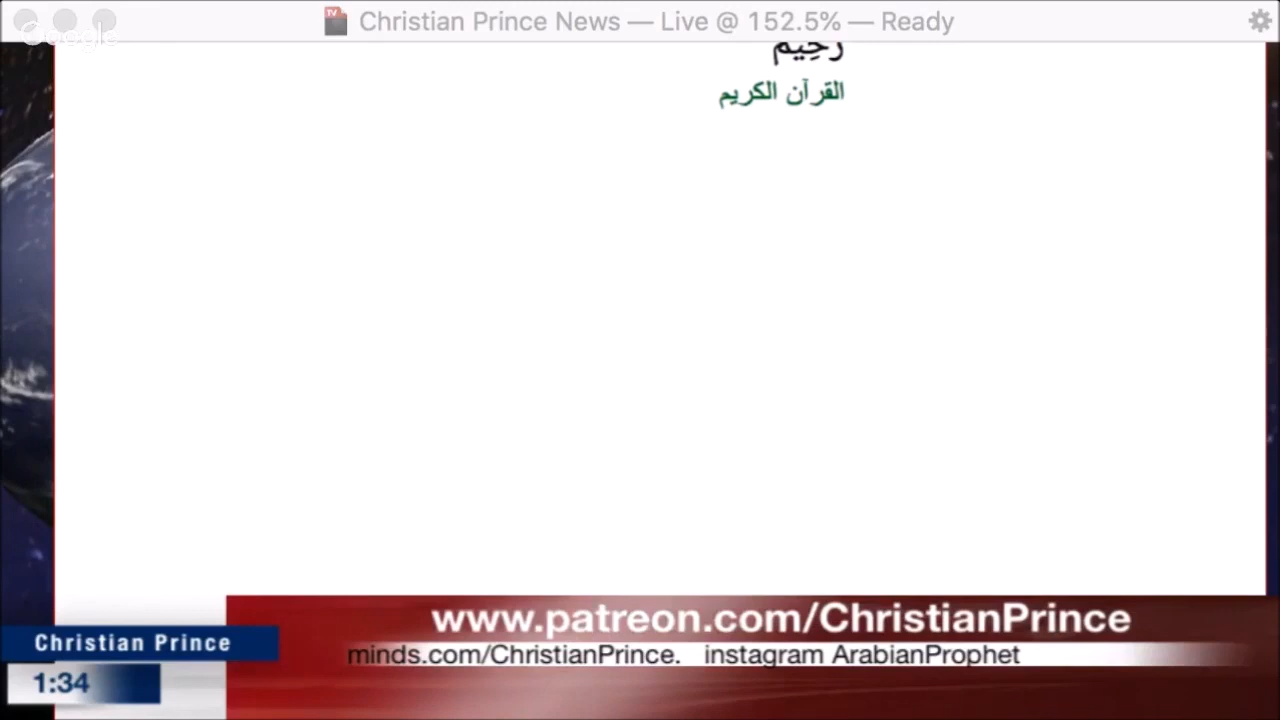 Christian Prince News — Live @ 152.5% — Ready
Google
رَحِيمٌ
القرآن الكريم
www.patreon.com/ChristianPrince
Christian Prince
minds.com/ChristianPrince. instagram ArabianProphet
1:34